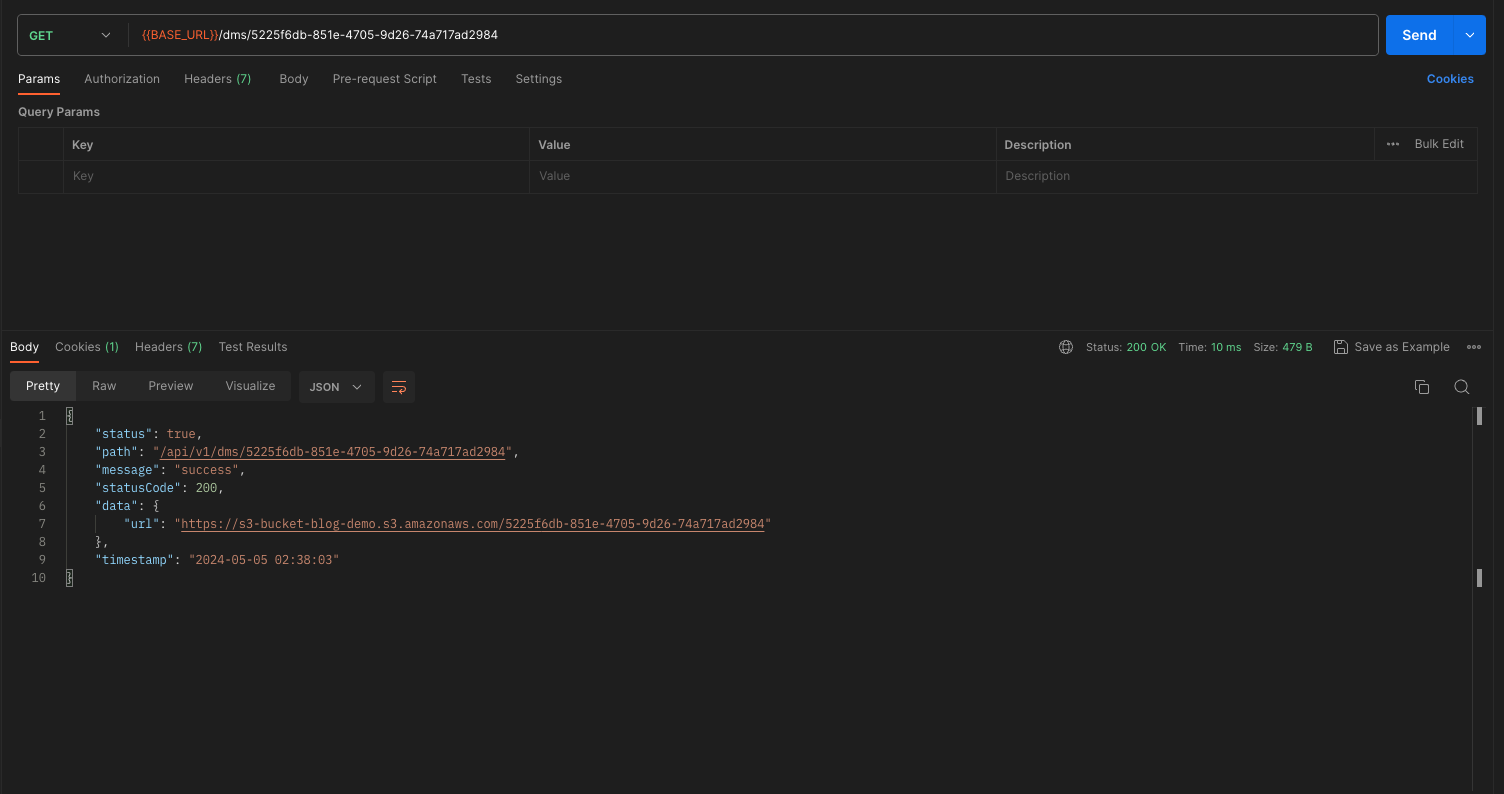 GET {{BASE_URL}}/dms/5225f6db-851e-4705-9d26-74a717ad2984 Send
Params Authorization Headers (7) Body Pre-request Script Tests Settings Cookies
Query Params
Key Value Description ••• Bulk Edit
Key Value Description
Body Cookies (1) Headers (7) Test Results Status: 200 OK Time: 10 ms Size: 479 B Save as Example •••
Pretty Raw Preview Visualize JSON
1 {
2 "status": true,
3 "path": "/api/v1/dms/5225f6db-851e-4705-9d26-74a717ad2984",
4 "message": "success",
5 "statusCode": 200,
6 "data": {
7 "url": "https://s3-bucket-blog-demo.s3.amazonaws.com/5225f6db-851e-4705-9d26-74a717ad2984"
8 },
9 "timestamp": "2024-05-05 02:38:03"
10 }